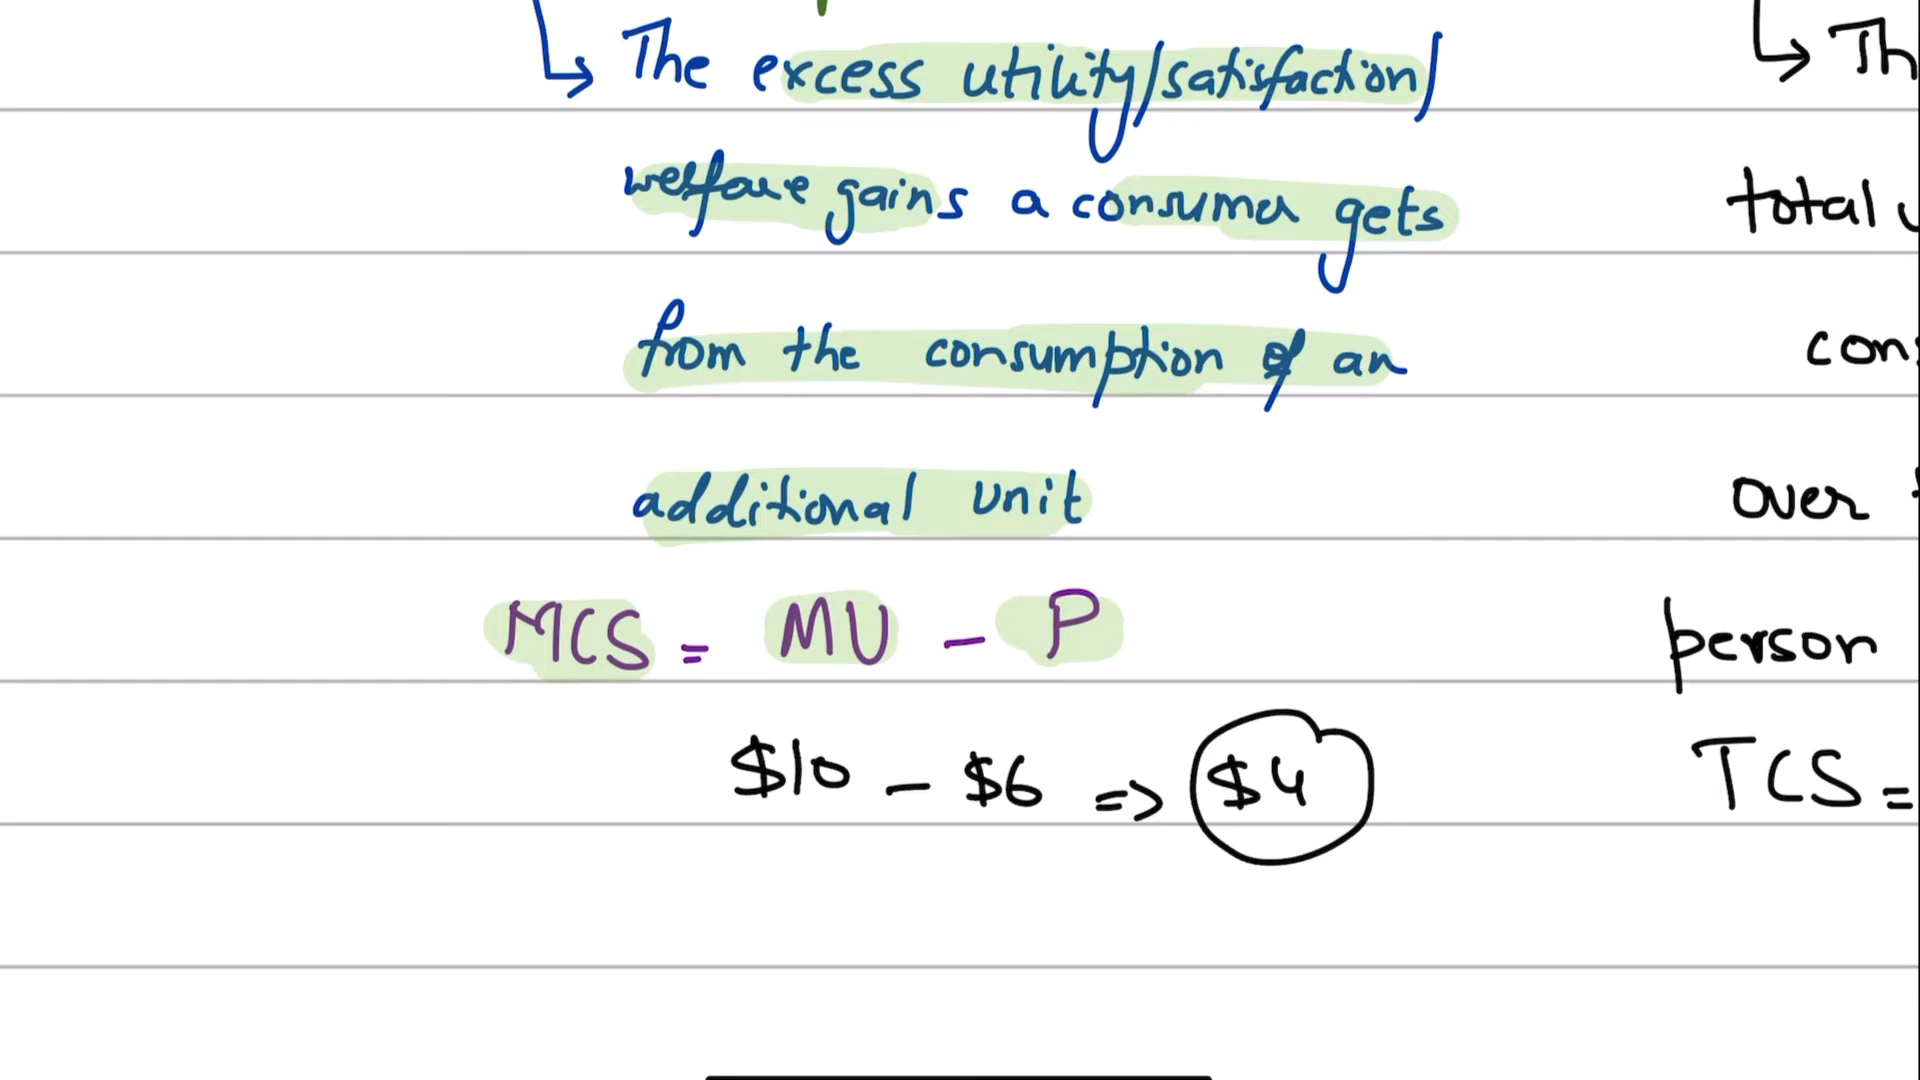 ↳ The excess utility/satisfaction/
welfare gains a consumer gets
from the consumption of an
additional unit
MCS = MU - P
$10 - $6 => $4
↳ Th
total
cons
over
person
TCS =